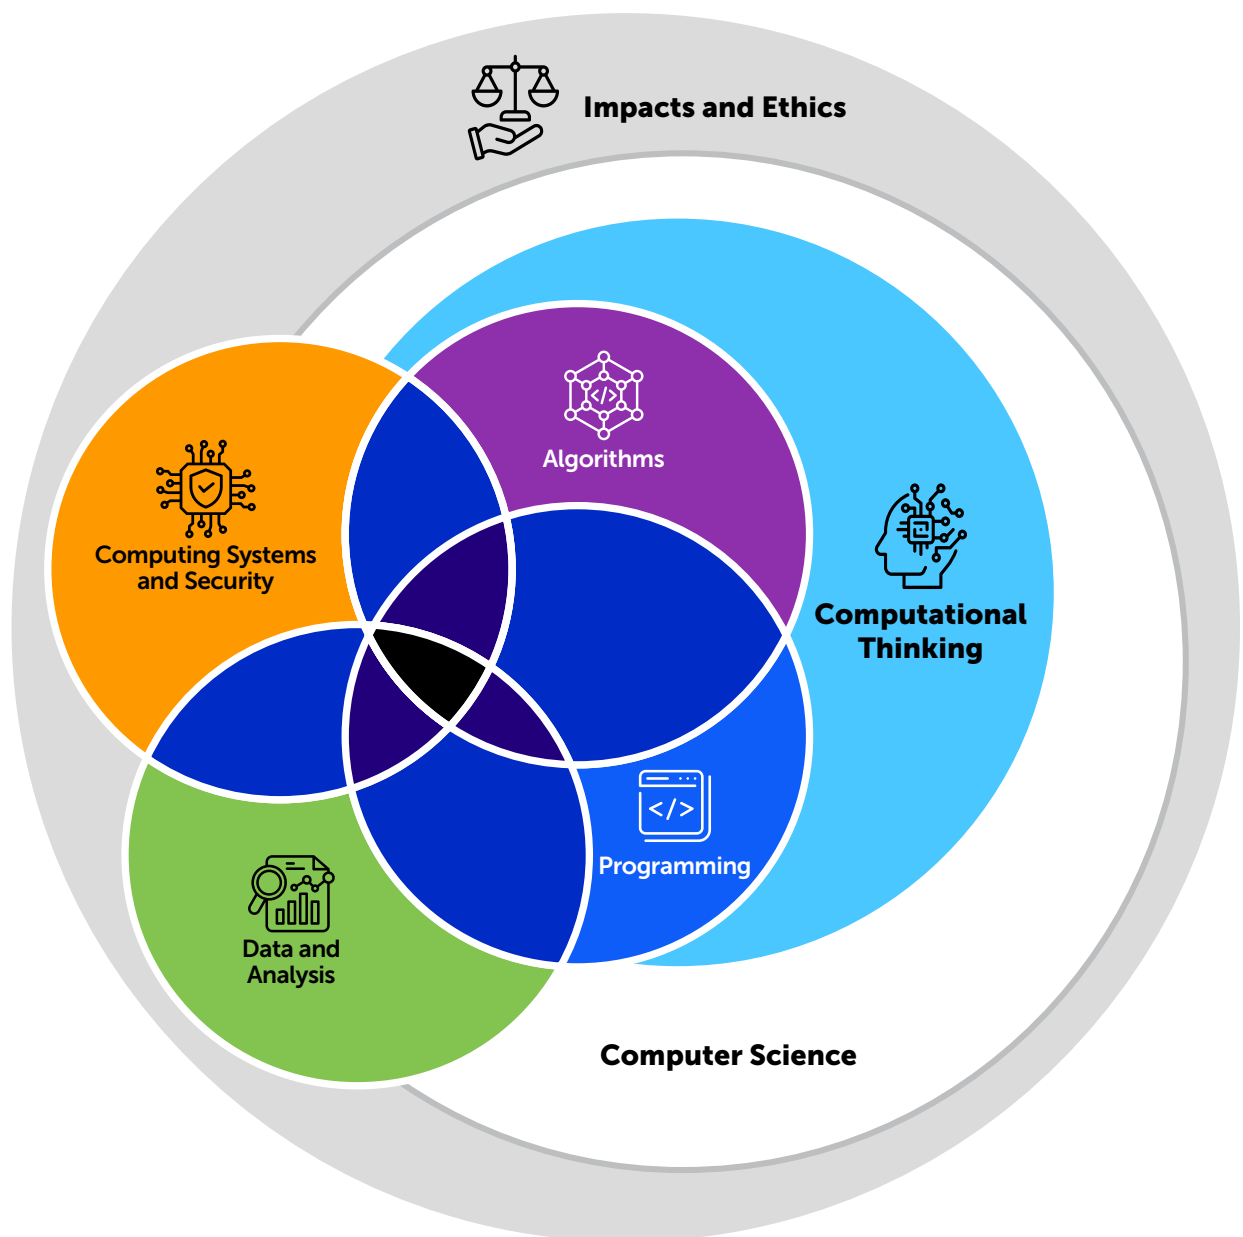 Impacts and Ethics
</>
Algorithms
Computing Systems
and Security
Computational
Thinking
</>
Programming
Data and
Analysis
Computer Science